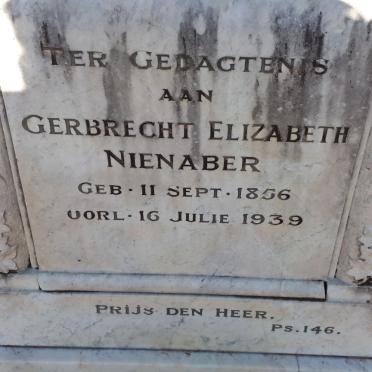 TER GEDAGTENIS
AAN
GERBRECHT ELIZABETH
NIENABER
GEB · 11 SEPT · 1856
OORL · 16 JULIE 1939
PRIJS DEN HEER.
PS. 146.